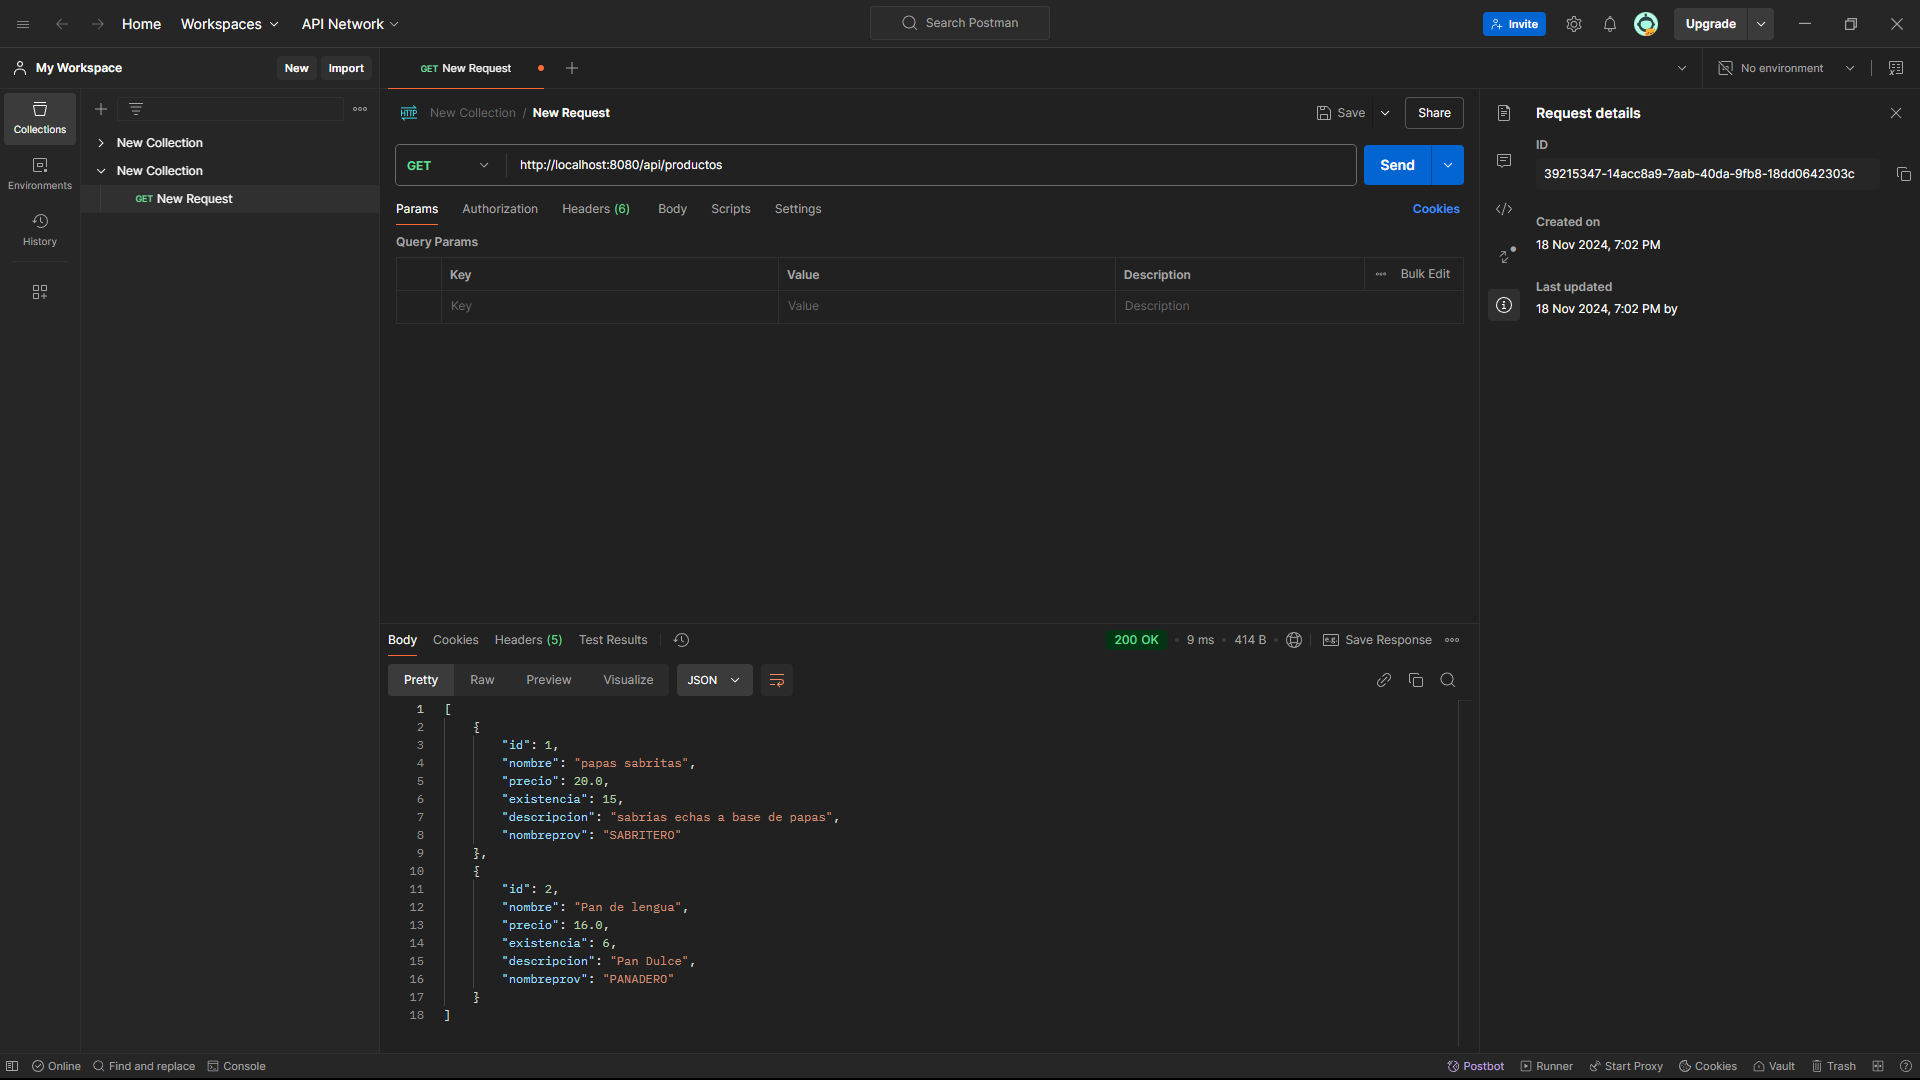 Home Workspaces API Network Search Postman Invite Upgrade
My Workspace New Import GET New Request No environment
Collections
Environments
History
New Collection
New Collection
GET New Request
HTTP New Collection / New Request Save Share
GET http://localhost:8080/api/productos Send
Params Authorization Headers (6) Body Scripts Settings Cookies
Query Params
Key Value Description Bulk Edit
Key Value Description
Request details
ID
39215347-14acc8a9-7aab-40da-9fb8-18dd0642303c
Created on
18 Nov 2024, 7:02 PM
Last updated
18 Nov 2024, 7:02 PM by
Body Cookies Headers (5) Test Results 200 OK 9 ms 414 B e.g. Save Response
Pretty Raw Preview Visualize JSON
1 [
2 {
3 "id": 1,
4 "nombre": "papas sabritas",
5 "precio": 20.0,
6 "existencia": 15,
7 "descripcion": "sabrias echas a base de papas",
8 "nombreprov": "SABRITERO"
9 },
10 {
11 "id": 2,
12 "nombre": "Pan de lengua",
13 "precio": 16.0,
14 "existencia": 6,
15 "descripcion": "Pan Dulce",
16 "nombreprov": "PANADERO"
17 }
18 ]
Online Find and replace Console Postbot Runner Start Proxy Cookies Vault Trash